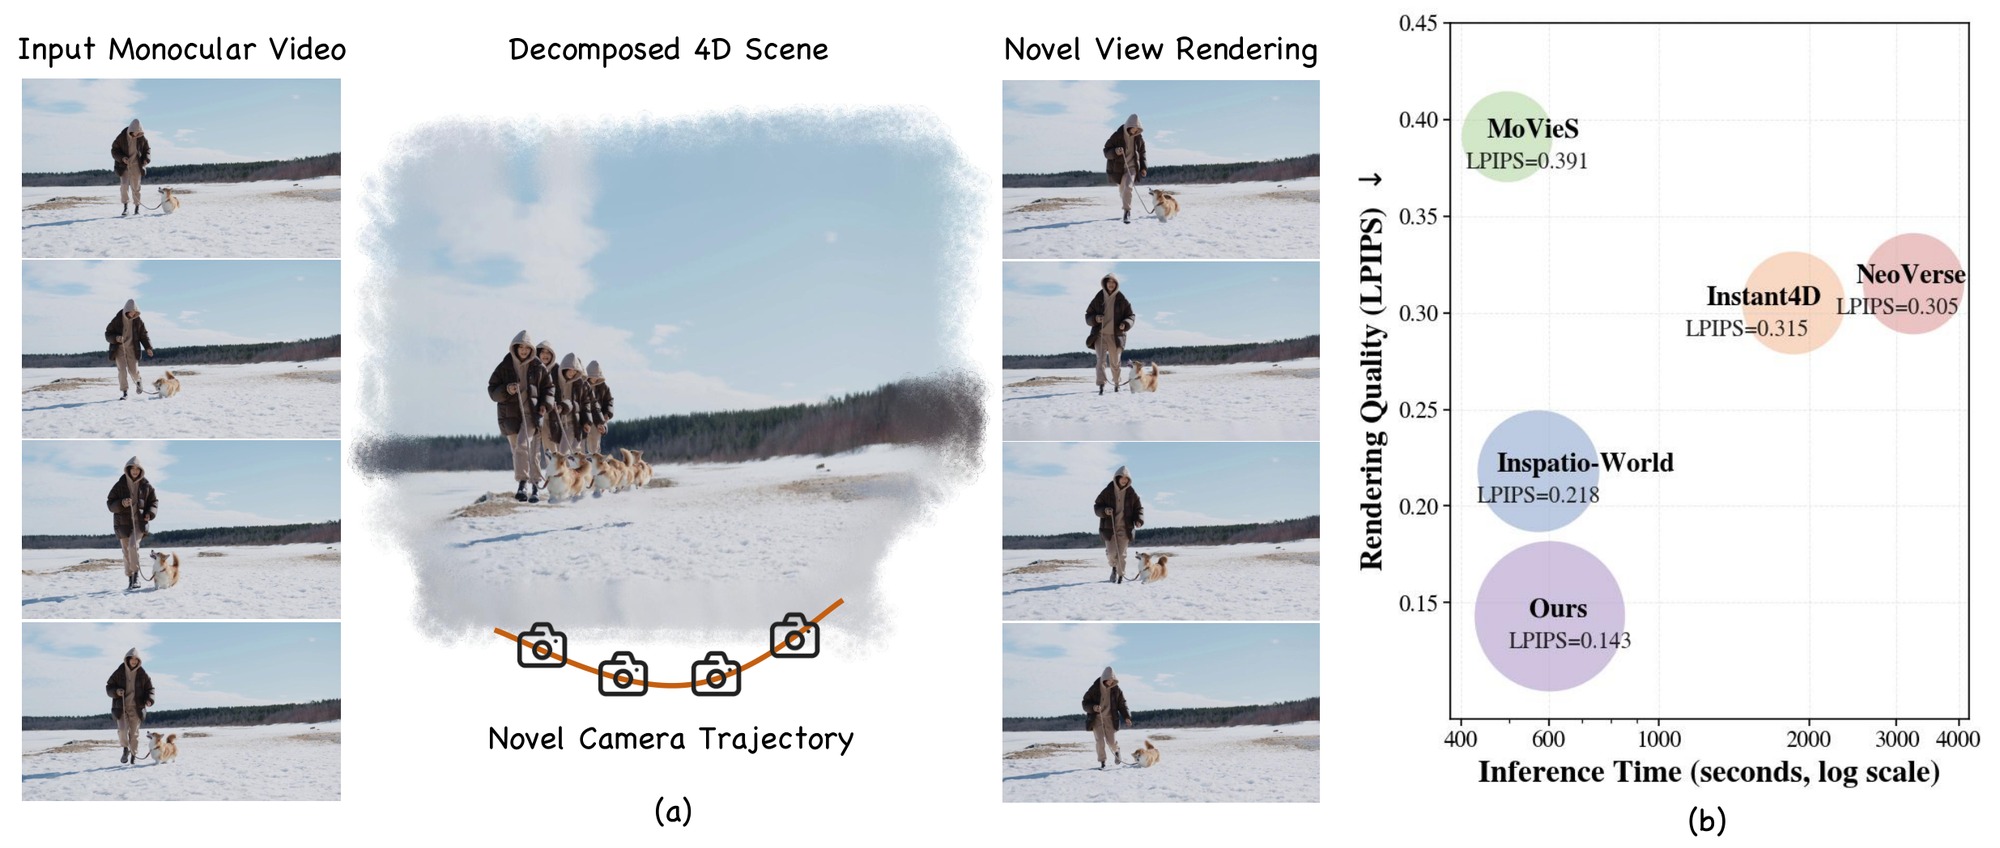 Input Monocular Video
Decomposed 4D Scene
Novel View Rendering
Novel Camera Trajectory
(a)
Rendering Quality (LPIPS) ↓
0.45
0.40
0.35
0.30
0.25
0.20
0.15
MoVieS
LPIPS=0.391
NeoVerse
LPIPS=0.305
Instant4D
LPIPS=0.315
Inspatio-World
LPIPS=0.218
Ours
LPIPS=0.143
400 600 1000 2000 3000 4000
Inference Time (seconds, log scale)
(b)